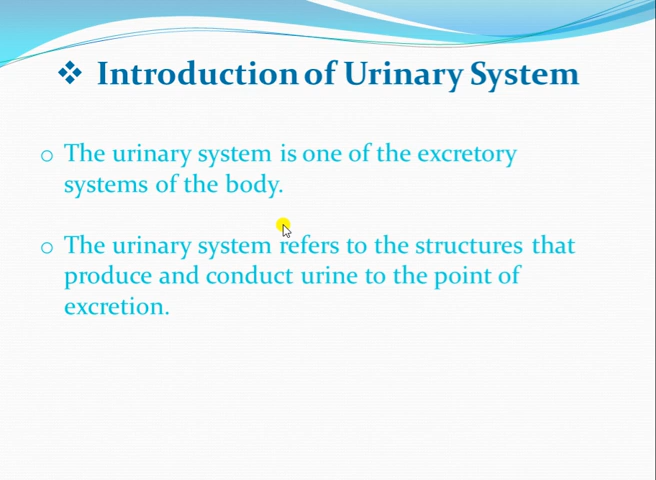 ❖ Introduction of Urinary System
o The urinary system is one of the excretory
systems of the body.
o The urinary system refers to the structures that
produce and conduct urine to the point of
excretion.